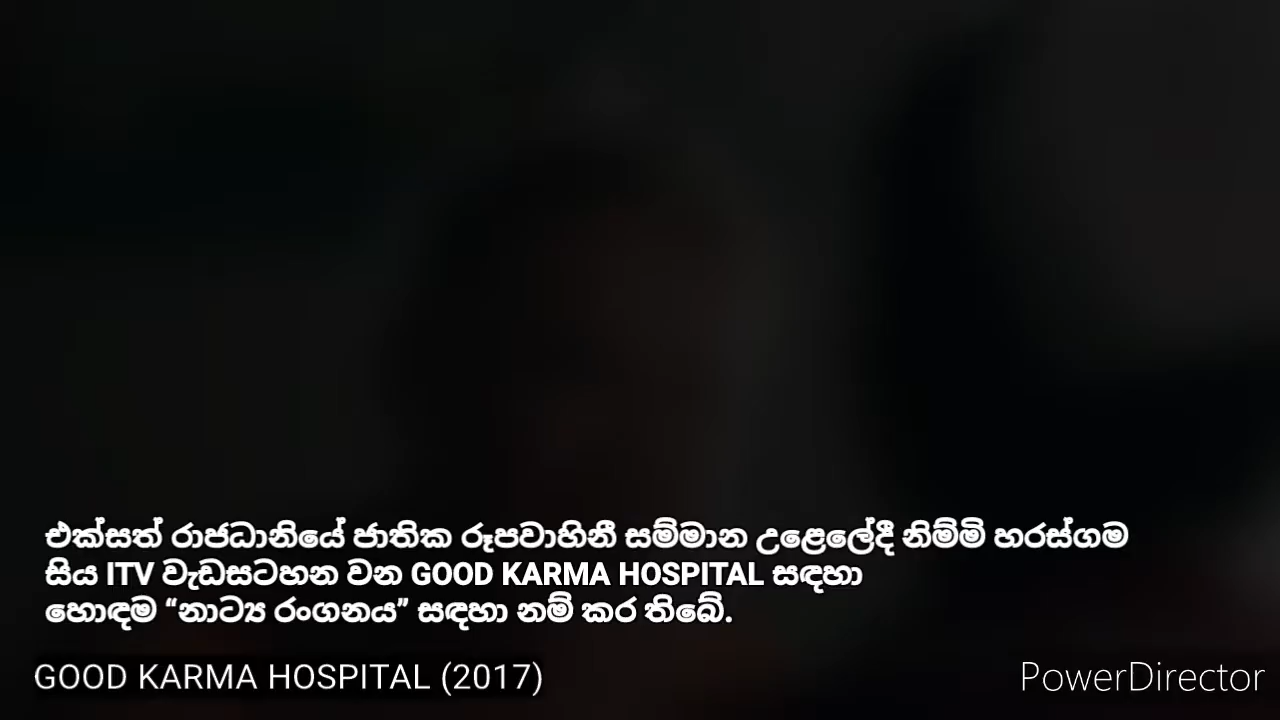 එක්සත් රාජධානියේ ජාතික රූපවාහිනී සම්මාන උළෙලේදී නිම්මි හරස්ගම
සිය ITV වැඩසටහන වන GOOD KARMA HOSPITAL සඳහා
හොඳම “නාට්‍ය රංගනය” සඳහා නම් කර තිබේ.
GOOD KARMA HOSPITAL (2017)
PowerDirector